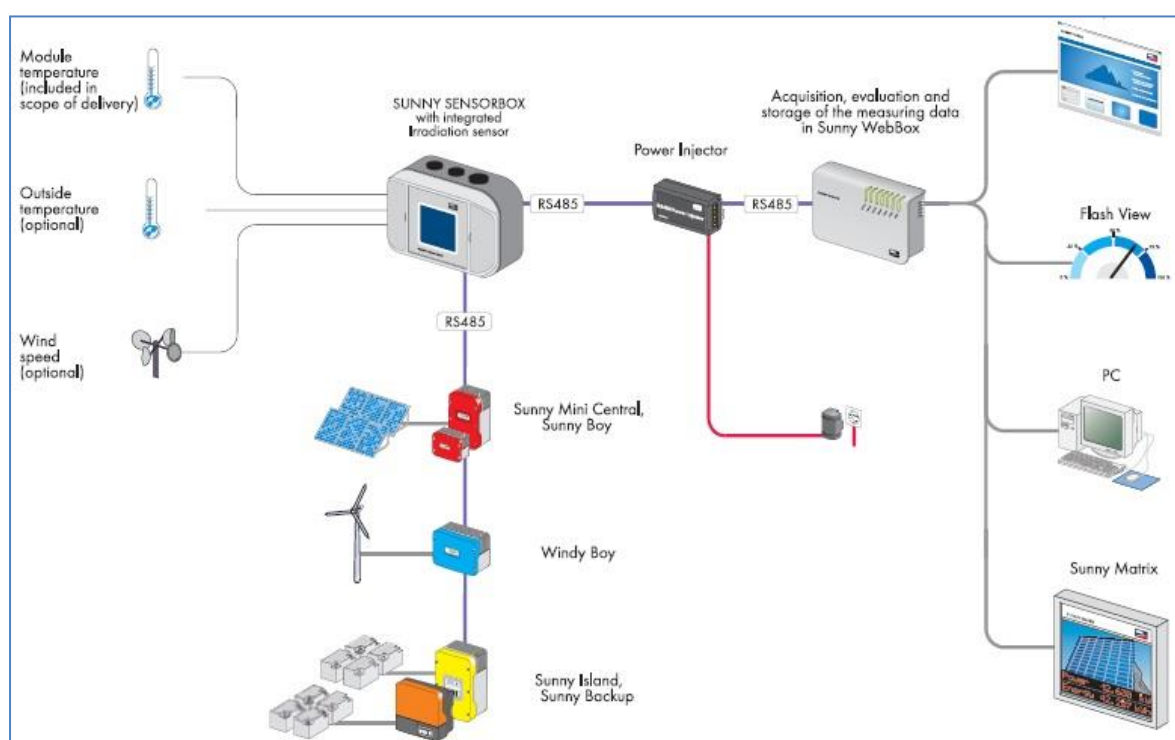 Module
temperature
(included in
scope of delivery)
SUNNY SENSORBOX
with integrated
Irradiation sensor
Power Injector
Acquisition, evaluation and
storage of the measuring data
in Sunny WebBox
Outside
temperature
(optional)
RS485
RS485
Flash View
0 %
100 %
Wind
speed
(optional)
RS485
Sunny Mini Central,
Sunny Boy
PC
Windy Boy
Sunny Matrix
Sunny Island,
Sunny Backup